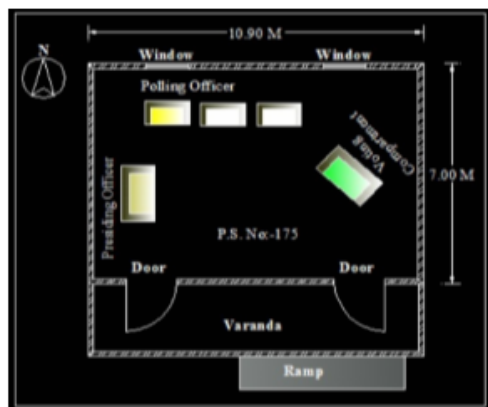 N
10.90 M
Window
Window
Polling Officer
Voting
Compartment
7.00 M
Presiding Officer
P.S. No:-175
Door
Door
Varanda
Ramp